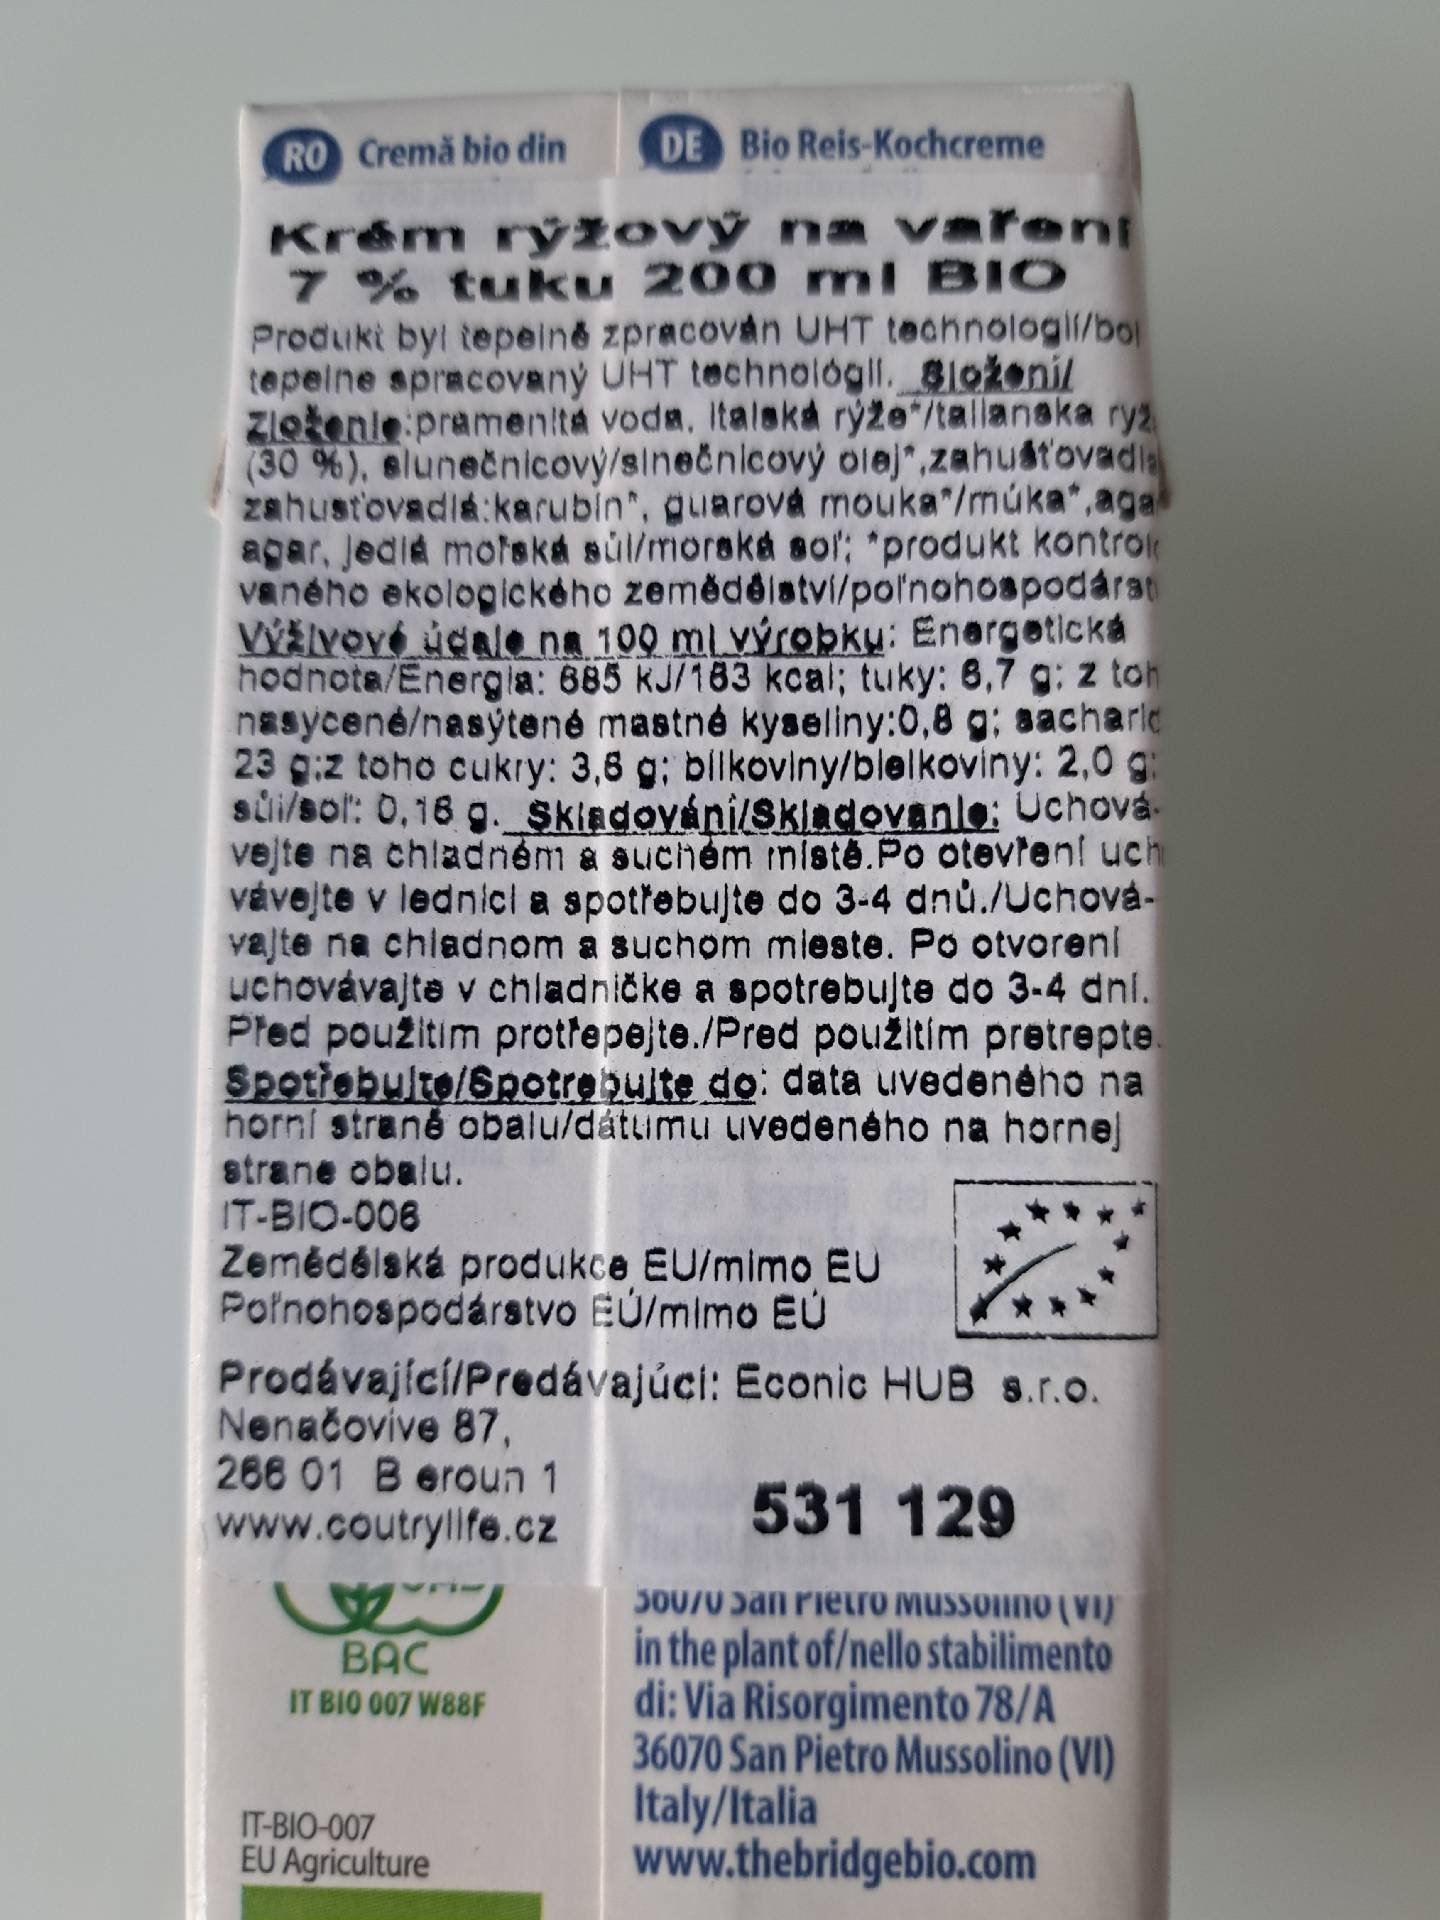 RO Cremă bio din
DE Bio Reis-Kochcreme
Krém rýžový na vaření
7 % tuku 200 ml BIO
Produkt byl tepelně zpracován UHT technologií/bol
tepelne spracovaný UHT technológií. Složení/
Zloženie:pramenitá voda, italská rýže*/talianska ryž
(30 %), slunečnicový/slnečnicový olej*,zahušťovadla
zahusťovadlá:karubin*, guarová mouka*/múka*,aga
agar, jedlá mořská sůl/morská soľ; *produkt kontrolo
vaného ekologického zemědělství/poľnohospodárst
Výživové údaje na 100 ml výrobku: Energetická
hodnota/Energia: 685 kJ/163 kcal; tuky: 6,7 g; z toh
nasycené/nasýtené mastné kyseliny:0,8 g; sacharid
23 g;z toho cukry: 3,6 g; bílkoviny/bielkoviny: 2,0 g;
sůl/soľ: 0,16 g. Skladování/Skladovanie: Uchová-
vejte na chladném a suchém místě.Po otevření ucho
vávejte v lednici a spotřebujte do 3-4 dnů./Uchová-
vajte na chladnom a suchom mieste. Po otvorení
uchovávajte v chladničke a spotrebujte do 3-4 dní.
Před použitím protřepejte./Pred použitím pretrepte.
Spotřebujte/Spotrebujte do: data uvedeného na
horní straně obalu/dátumu uvedeného na hornej
strane obalu.
IT-BIO-006
Zemědělská produkce EU/mimo EU
Poľnohospodárstvo EÚ/mimo EÚ
Prodávající/Predávajúci: Econic HUB s.r.o.
Nenačovive 87,
266 01 B eroun 1
www.coutrylife.cz
531 129
BAC
IT BIO 007 W88F
IT-BIO-007
EU Agriculture
36070 San Pietro Mussolino (VI)
in the plant of/nello stabilimento
di: Via Risorgimento 78/A
36070 San Pietro Mussolino (VI)
Italy/Italia
www.thebridgebio.com